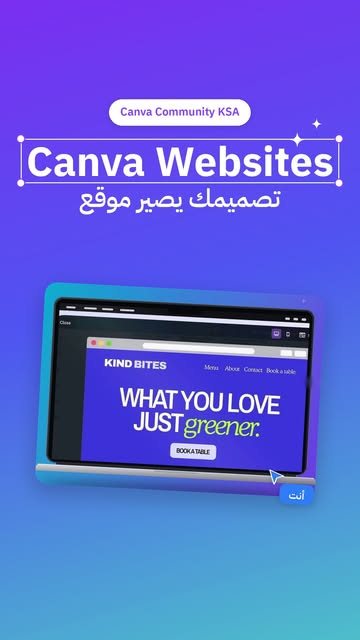 Canva Community KSA
Canva Websites
تصميمك يصير موقع
Close
KIND BITES
Menu About Contact Book a table
WHAT YOU LOVE
JUST greener.
BOOK A TABLE
أنت